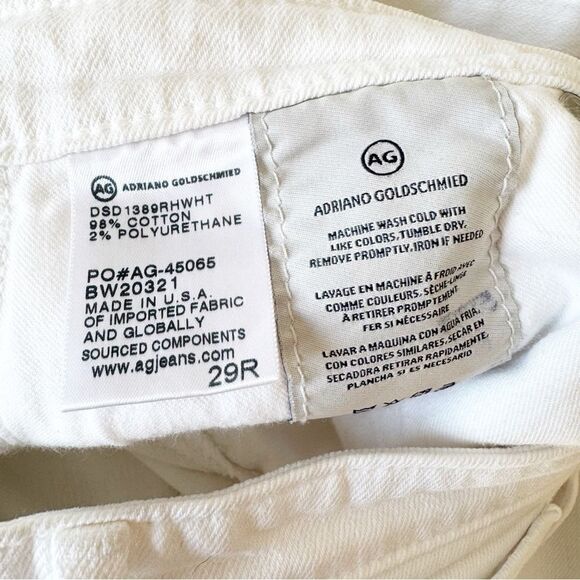 AG ADRIANO GOLDSCHMIED
DSD1389RHWHT
98% COTTON
2% POLYURETHANE
PO#AG-45065
BW20321
MADE IN U.S.A.
OF IMPORTED FABRIC
AND GLOBALLY
SOURCED COMPONENTS
www.agjeans.com
29R
AG
ADRIANO GOLDSCHMIED
MACHINE WASH COLD WITH
LIKE COLORS, TUMBLE DRY.
REMOVE PROMPTLY. IRON IF NEEDED
LAVAGE EN MACHINE À FROID AVEC
COMME COULEURS, SÈCHE-LINGE
À RETIRER PROMPTEMENT
FER SI NÉCESSAIRE
LAVAR A MAQUINA CON AGUA FRIA,
CON COLORES SIMILARES, SECAR EN
SECADORA RETIRAR RAPIDAMENTE,
PLANCHA SI ES NECESARIO